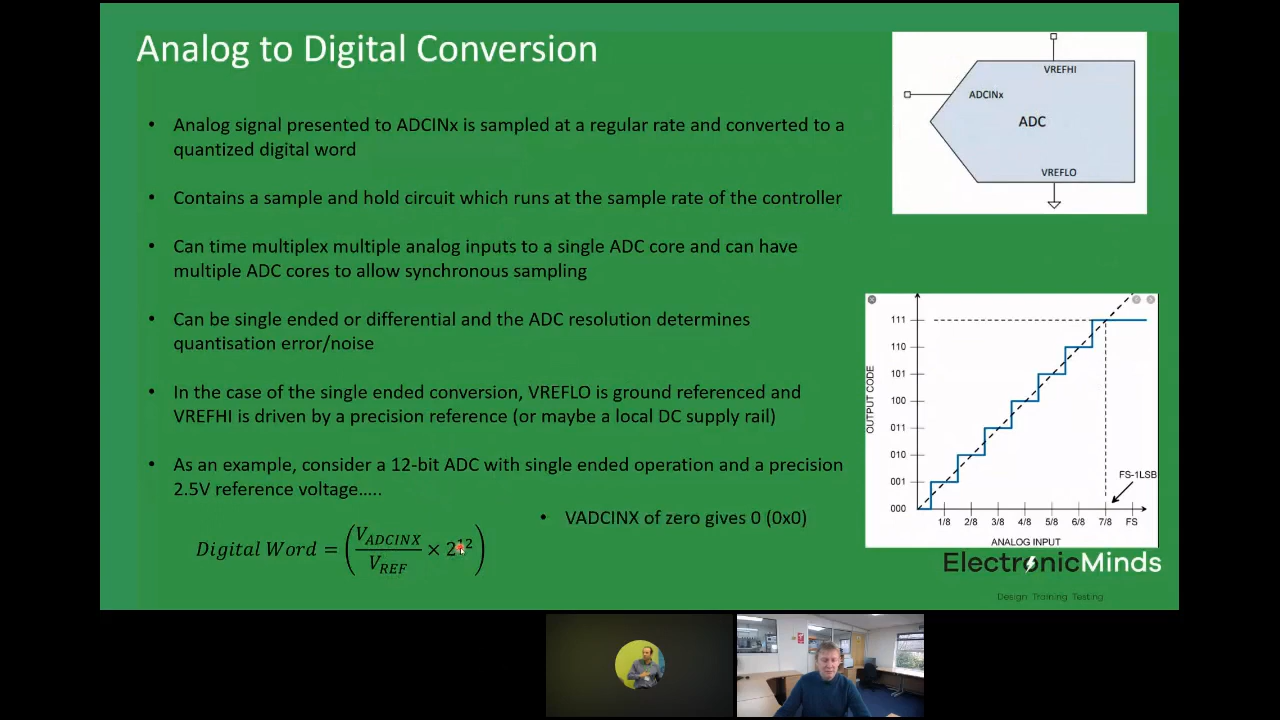 Analog to Digital Conversion
• Analog signal presented to ADCINx is sampled at a regular rate and converted to a
quantized digital word
• Contains a sample and hold circuit which runs at the sample rate of the controller
• Can time multiplex multiple analog inputs to a single ADC core and can have
multiple ADC cores to allow synchronous sampling
• Can be single ended or differential and the ADC resolution determines
quantisation error/noise
• In the case of the single ended conversion, VREFLO is ground referenced and
VREFHI is driven by a precision reference (or maybe a local DC supply rail)
• As an example, consider a 12-bit ADC with single ended operation and a precision
2.5V reference voltage.....
Digital Word = (V_ADCINX / V_REF × 2^12)
• VADCINX of zero gives 0 (0x0)
VREFHI
ADCINx
ADC
VREFLO
OUTPUT CODE
111
110
101
100
011
010
001
000
FS-1LSB
1/8 2/8 3/8 4/8 5/8 6/8 7/8 FS
ANALOG INPUT
ElectronicMinds
Design Training Testing